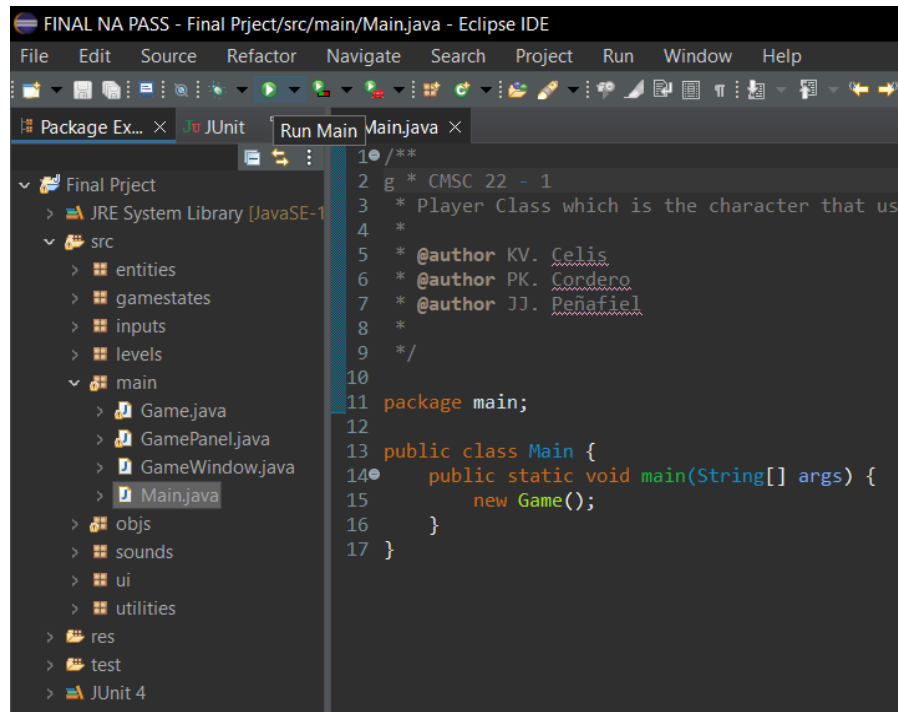 FINAL NA PASS - Final Prject/src/main/Main.java - Eclipse IDE
File Edit Source Refactor Navigate Search Project Run Window Help
Package Ex... JUnit Main.java
Run Main
Final Prject
JRE System Library [JavaSE-1
src
entities
gamestates
inputs
levels
main
Game.java
GamePanel.java
GameWindow.java
Main.java
objs
sounds
ui
utilities
res
test
JUnit 4
1 /**
2 g * CMSC 22 - 1
3 * Player Class which is the character that us
4 *
5 * @author KV. Celis
6 * @author PK. Cordero
7 * @author JJ. Peñafiel
8 *
9 */
10
11 package main;
12
13 public class Main {
14 public static void main(String[] args) {
15 new Game();
16 }
17 }